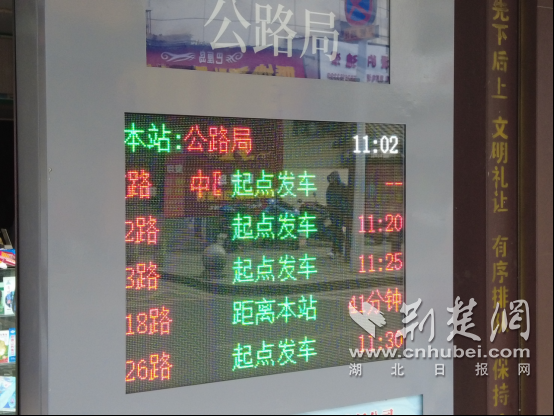 公路局
本站:公路局 11:02
路 中 起点发车 --
2路 起点发车 11:20
3路 起点发车 11:25
18路 距离本站 41分钟
26路 起点发车 11:30
先下后上 文明礼让 有序排 保持
荆楚网
www.cnhubei.com
湖北日报网